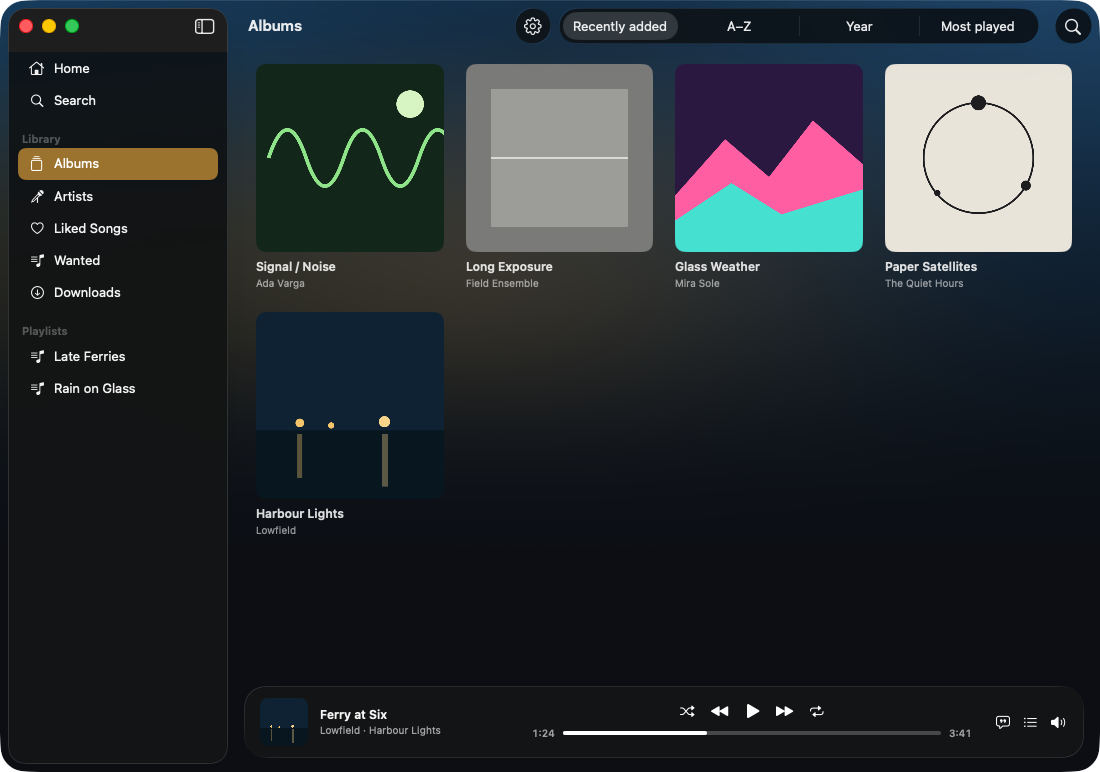 Albums
Recently added
A–Z
Year
Most played
Home
Search
Library
Albums
Artists
Liked Songs
Wanted
Downloads
Playlists
Late Ferries
Rain on Glass
Signal / Noise
Ada Varga
Long Exposure
Field Ensemble
Glass Weather
Mira Sole
Paper Satellites
The Quiet Hours
Harbour Lights
Lowfield
Ferry at Six
Lowfield · Harbour Lights
1:24
3:41